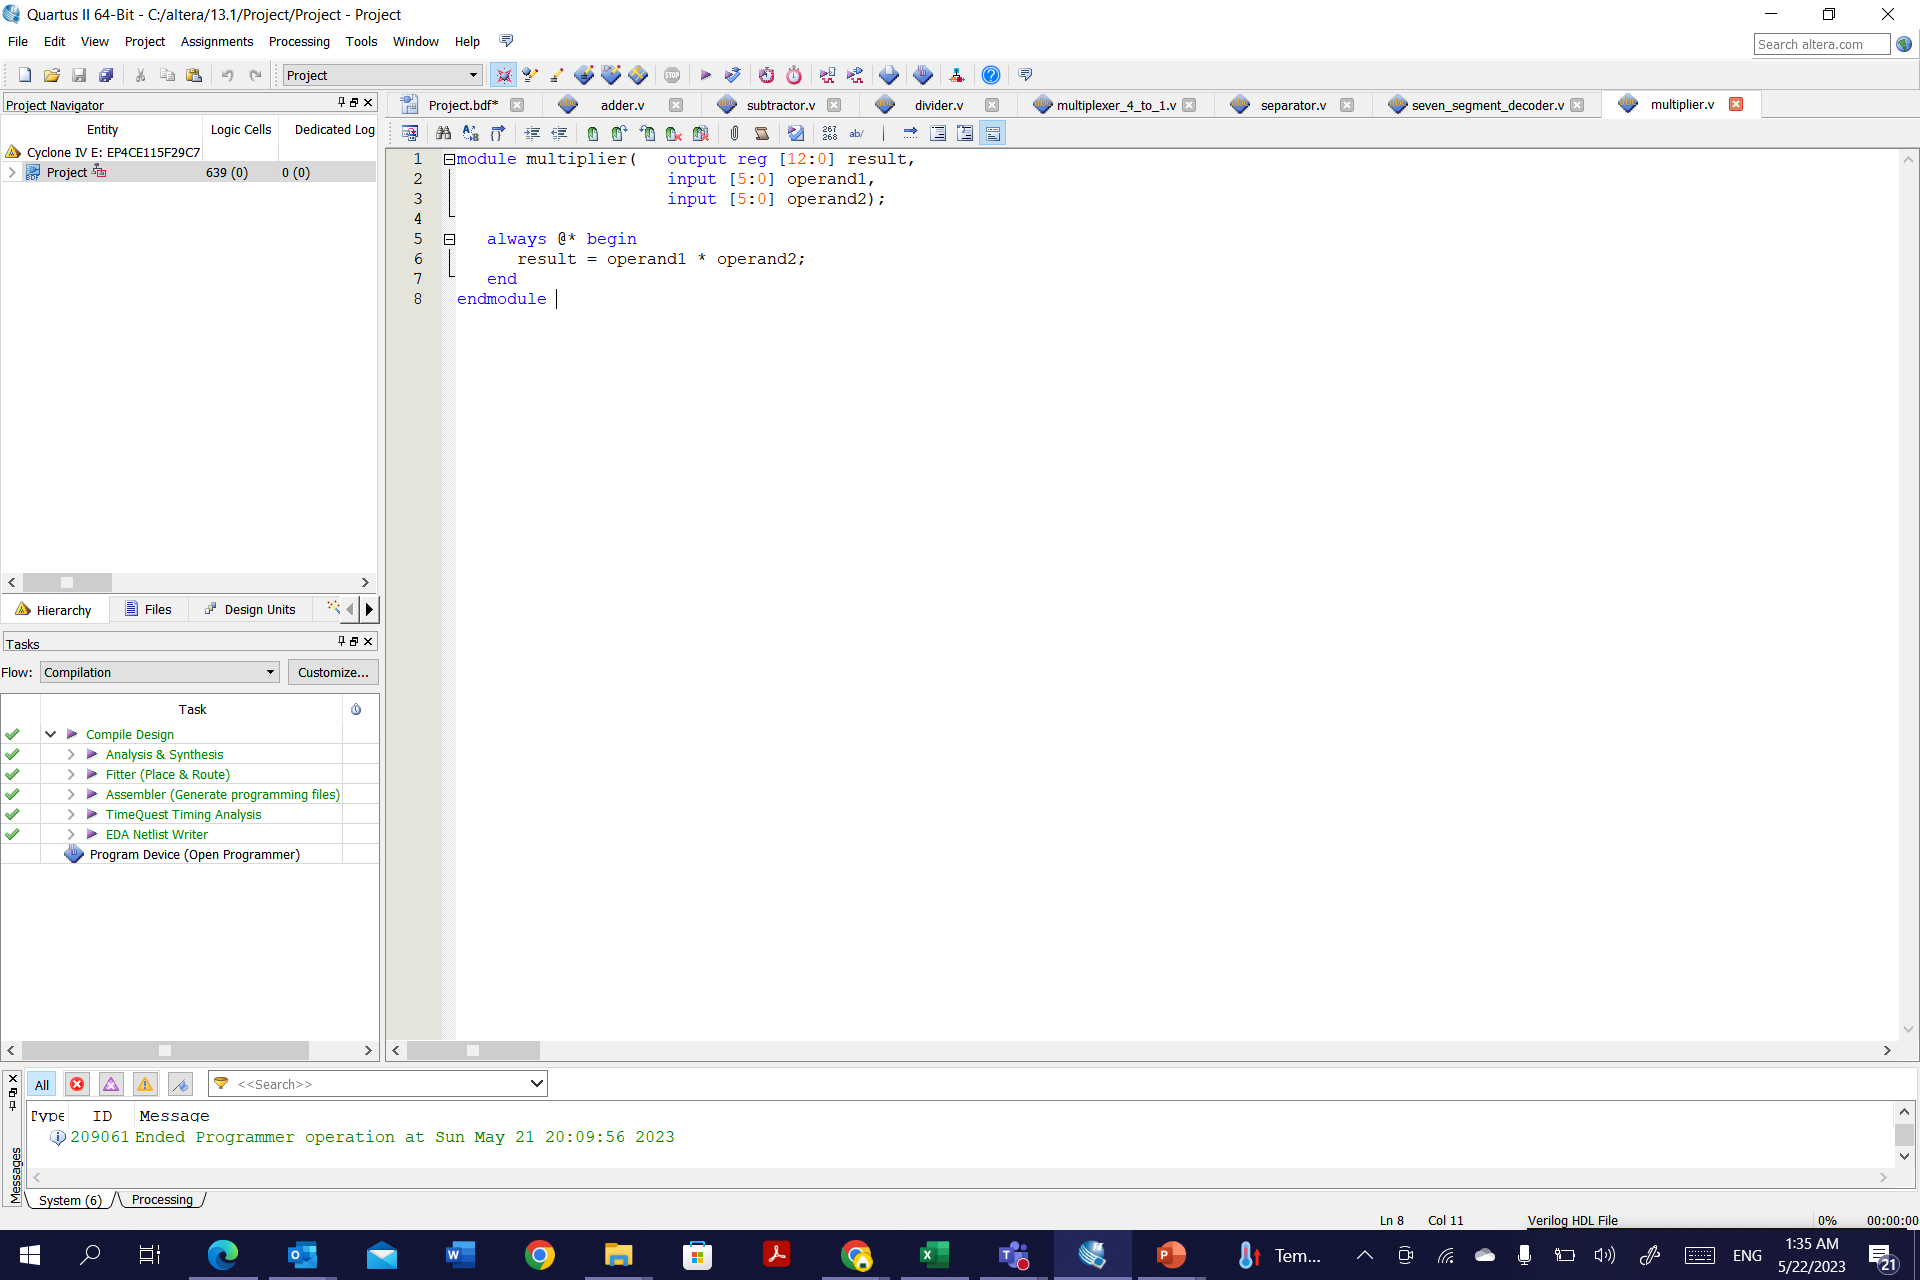 Quartus II 64-Bit - C:/altera/13.1/Project/Project - Project
File Edit View Project Assignments Processing Tools Window Help
Search altera.com
Project
Project Navigator
Entity Logic Cells Dedicated Log
Cyclone IV E: EP4CE115F29C7
Project 639 (0) 0 (0)
Hierarchy Files Design Units
Project.bdf* adder.v subtractor.v divider.v multiplexer_4_to_1.v separator.v seven_segment_decoder.v multiplier.v
267
268
ab/
1 module multiplier( output reg [12:0] result,
2 input [5:0] operand1,
3 input [5:0] operand2);
4
5 always @* begin
6 result = operand1 * operand2;
7 end
8 endmodule
Tasks
Flow: Compilation Customize...
Task
Compile Design
Analysis & Synthesis
Fitter (Place & Route)
Assembler (Generate programming files)
TimeQuest Timing Analysis
EDA Netlist Writer
Program Device (Open Programmer)
All <<Search>>
Type ID Message
209061 Ended Programmer operation at Sun May 21 20:09:56 2023
Messages
System (6) Processing
Ln 8 Col 11 Verilog HDL File 0% 00:00:00
Tem... ENG 1:35 AM
5/22/2023
21